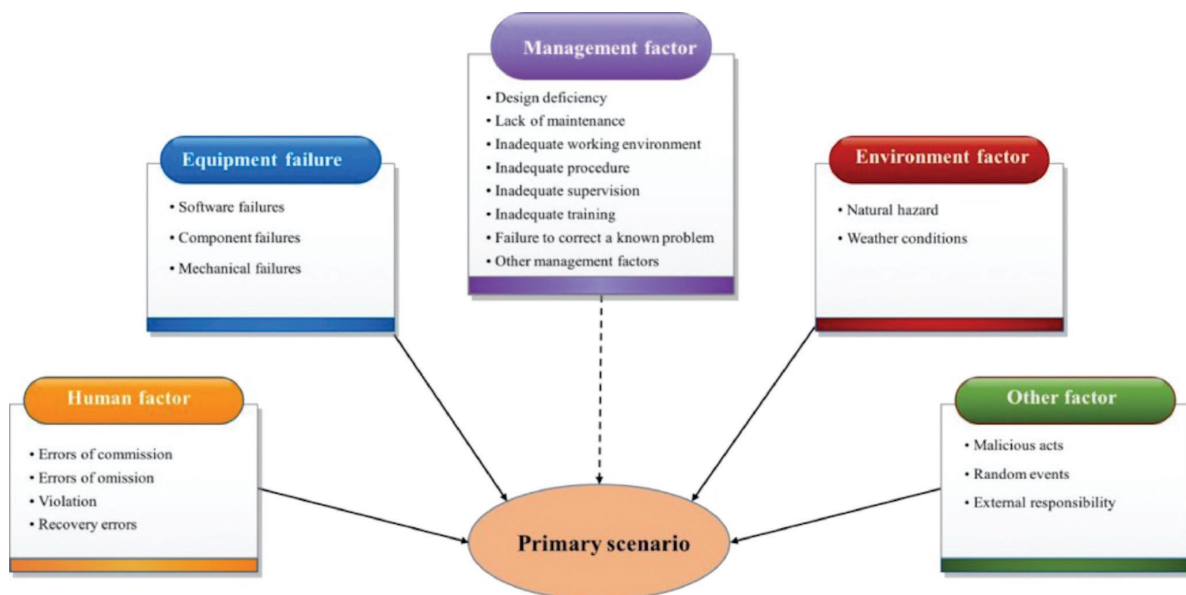 Management factor
• Design deficiency
• Lack of maintenance
• Inadequate working environment
• Inadequate procedure
• Inadequate supervision
• Inadequate training
• Failure to correct a known problem
• Other management factors
Equipment failure
• Software failures
• Component failures
• Mechanical failures
Environment factor
• Natural hazard
• Weather conditions
Human factor
• Errors of commission
• Errors of omission
• Violation
• Recovery errors
Other factor
• Malicious acts
• Random events
• External responsibility
Primary scenario